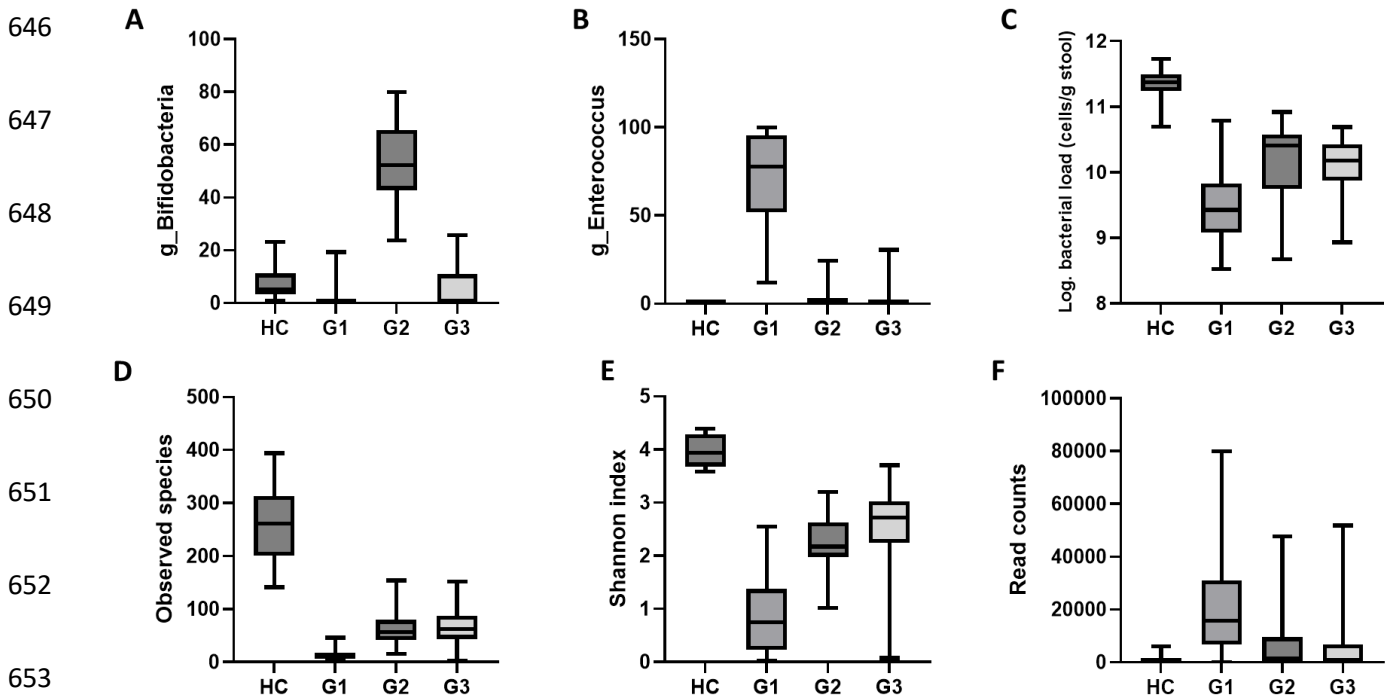 646
A
B
C
g_Bifidobacteria
100
80
60
40
20
0
HC G1 G2 G3
g_Enterococcus
150
100
50
0
HC G1 G2 G3
Log. bacterial load (cells/g stool)
12
11
10
9
8
HC G1 G2 G3
647
648
649
650
D
E
F
Observed species
500
400
300
200
100
0
HC G1 G2 G3
Shannon index
5
4
3
2
1
0
HC G1 G2 G3
Read counts
100000
80000
60000
40000
20000
0
HC G1 G2 G3
651
652
653